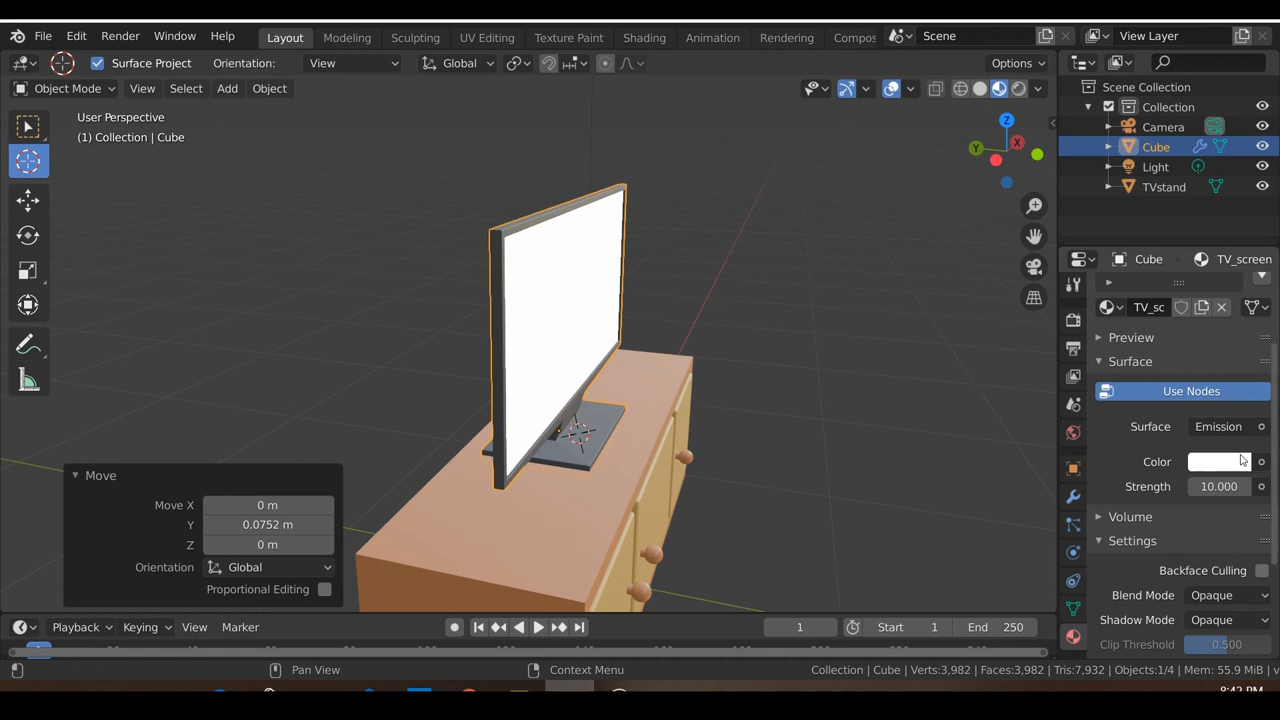 File Edit Render Window Help Layout Modeling Sculpting UV Editing Texture Paint Shading Animation Rendering Compos Scene View Layer
Surface Project Orientation: View Global Options
Object Mode View Select Add Object
User Perspective
(1) Collection | Cube
Z
X
Y
Scene Collection
Collection
Camera
Cube
Light
TVstand
Cube TV_screen
TV_sc
Preview
Surface
Use Nodes
Surface Emission
Color
Strength 10.000
Volume
Settings
Backface Culling
Blend Mode Opaque
Shadow Mode Opaque
Clip Threshold 0.500
Move
Move X 0 m
Y 0.0752 m
Z 0 m
Orientation Global
Proportional Editing
Playback Keying View Marker 1 Start 1 End 250
Pan View Context Menu Collection | Cube | Verts:3,982 | Faces:3,982 | Tris:7,932 | Objects:1/4 | Mem: 55.9 MiB | v